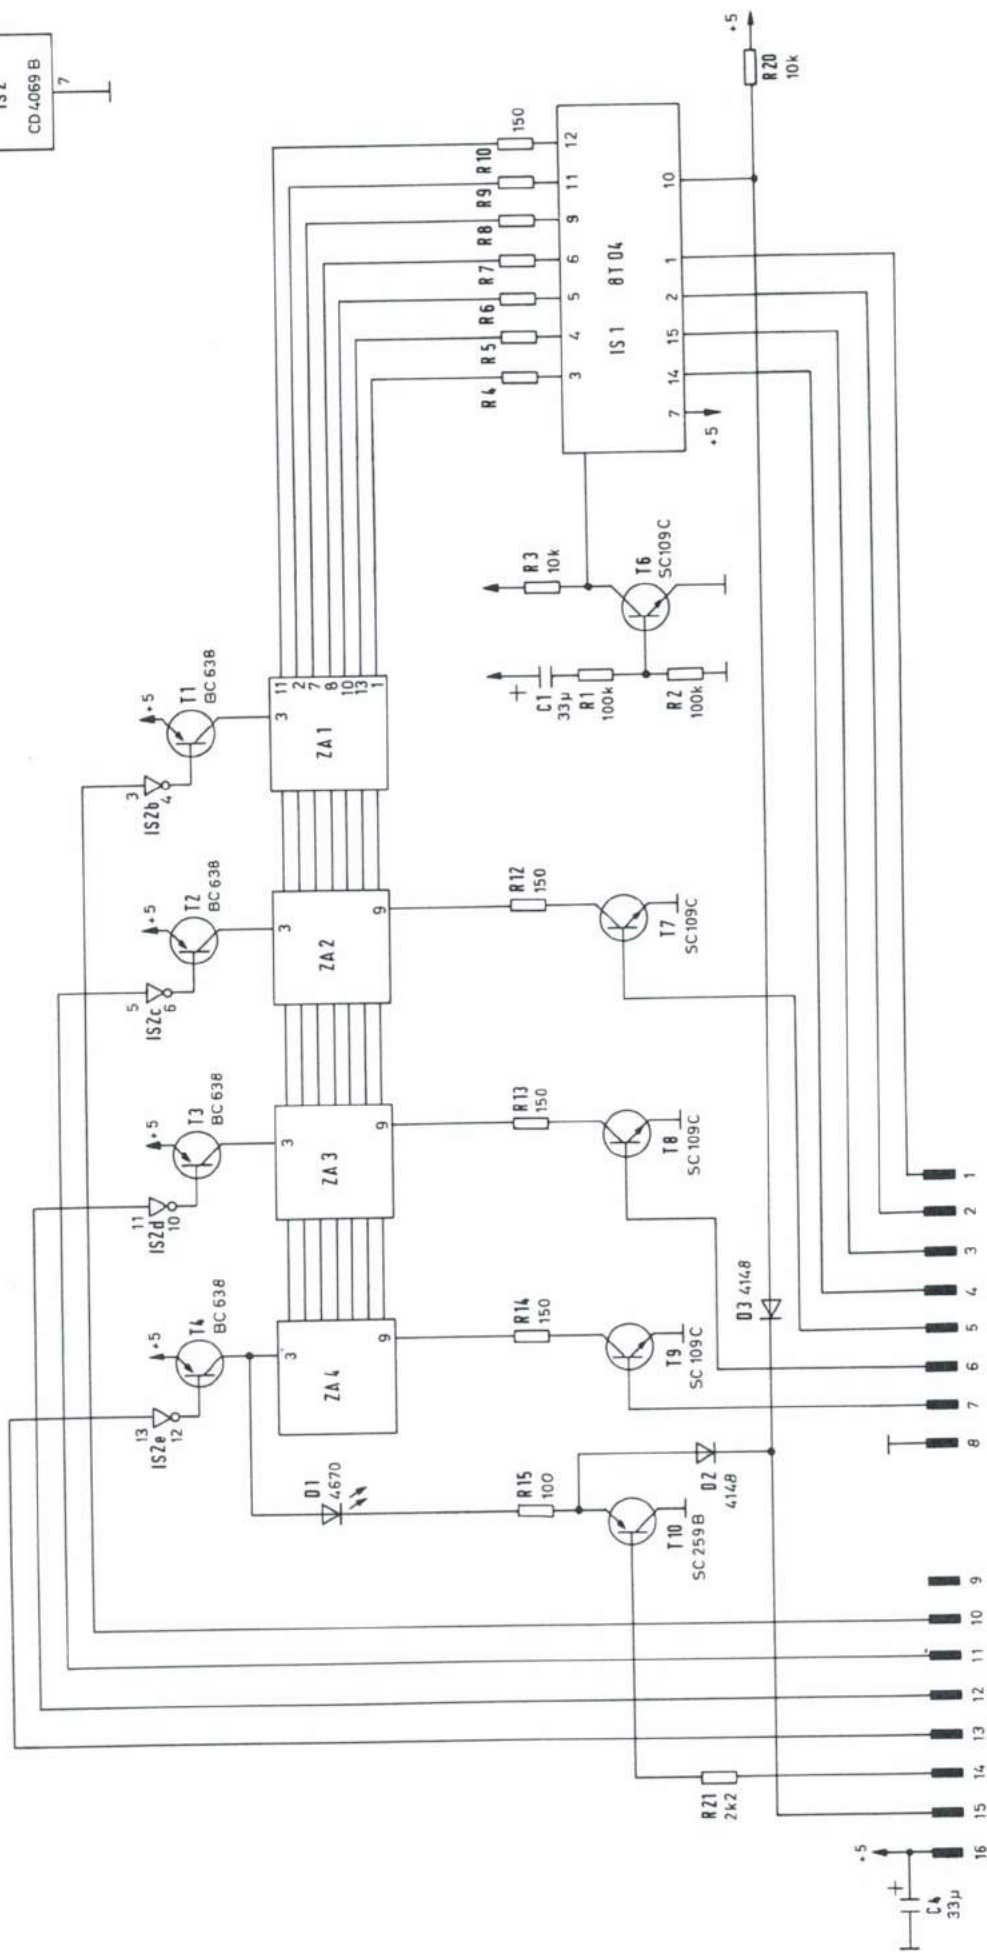 IS2
CD4069 B
7
+5
R20
10k
150
R10
R9
R8
R7
R6
R5
R4
12
11
9
6
5
4
3
IS1
8T04
10
1
2
15
14
7
+5
R3
10k
T6
SC109C
+
C1
33µ
R1
100k
R2
100k
+5
T1
BC638
3
IS2b
4
3
11
2
7
8
10
13
1
ZA1
+5
T2
BC638
5
IS2c
6
3
ZA2
9
R12
150
T7
SC109C
+5
T3
BC638
11
IS2d
10
3
ZA3
9
R13
150
T8
SC109C
+5
T4
BC638
13
IS2e
12
3
ZA4
9
R14
150
T9
SC109C
D3 4148
D1
4670
R15
100
D2
4148
T10
SC259B
R21
2k2
+5
+
C4
33µ
1
2
3
4
5
6
7
8
9
10
11
12
13
14
15
16